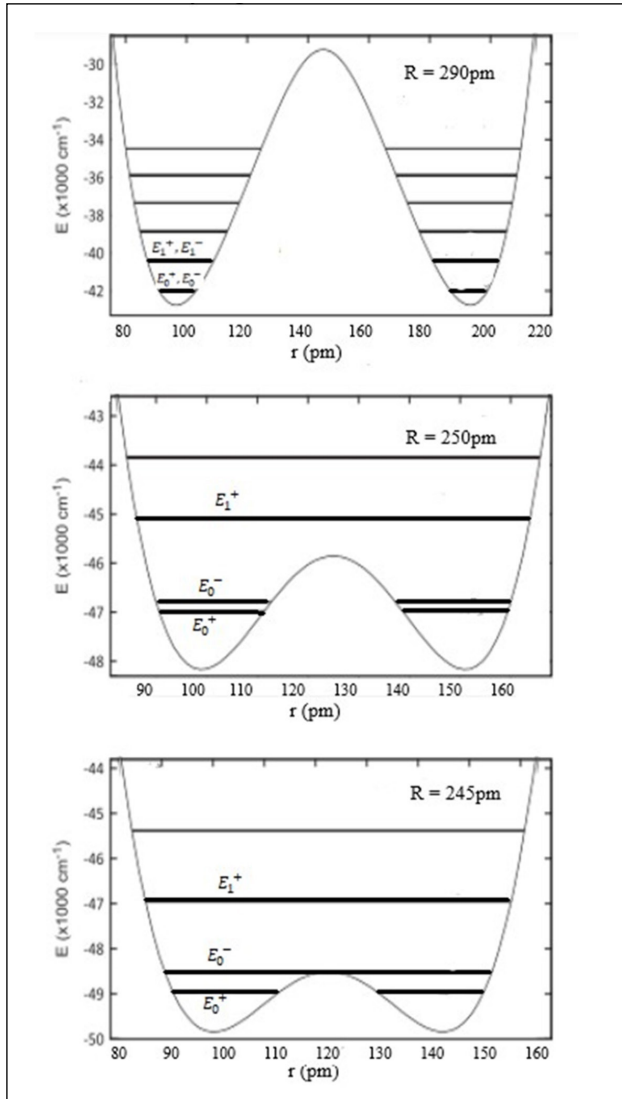 R = 290pm
E (x1000 cm⁻¹)
-30
-32
-34
-36
-38
-40
-42
E₁⁺, E₁⁻
E₀⁺, E₀⁻
80 100 120 140 160 180 200 220
r (pm)
R = 250pm
E (x1000 cm⁻¹)
-43
-44
-45
-46
-47
-48
E₁⁺
E₀⁻
E₀⁺
90 100 110 120 130 140 150 160
r (pm)
R = 245pm
E (x1000 cm⁻¹)
-44
-45
-46
-47
-48
-49
-50
E₁⁺
E₀⁻
E₀⁺
80 90 100 110 120 130 140 150 160
r (pm)